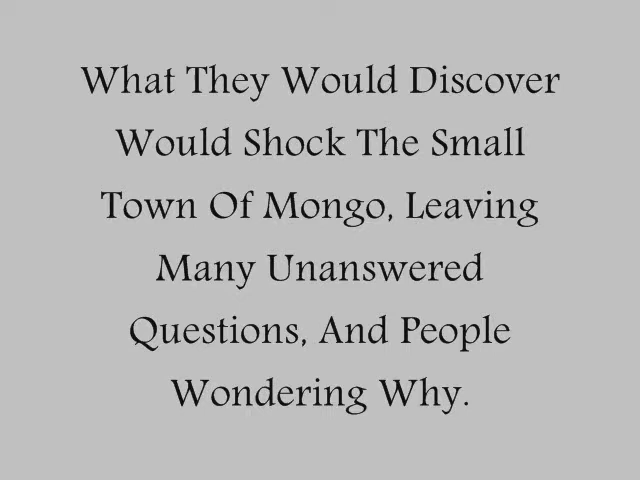 What They Would Discover
Would Shock The Small
Town Of Mongo, Leaving
Many Unanswered
Questions, And People
Wondering Why.